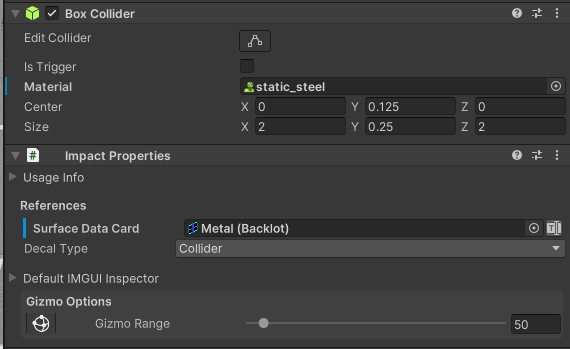 Box Collider
Edit Collider
Is Trigger
Material static_steel
Center X 0 Y 0.125 Z 0
Size X 2 Y 0.25 Z 2
# Impact Properties
Usage Info
References
Surface Data Card Metal (Backlot)
Decal Type Collider
Default IMGUI Inspector
Gizmo Options
Gizmo Range 50